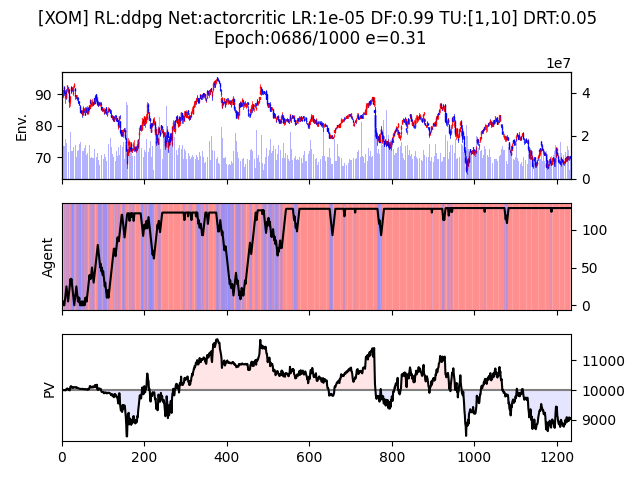 [XOM] RL:ddpg Net:actorcritic LR:1e-05 DF:0.99 TU:[1,10] DRT:0.05
Epoch:0686/1000 e=0.31
1e7
Env.
90
80
70
4
2
0
Agent
100
50
0
PV
11000
10000
9000
0 200 400 600 800 1000 1200